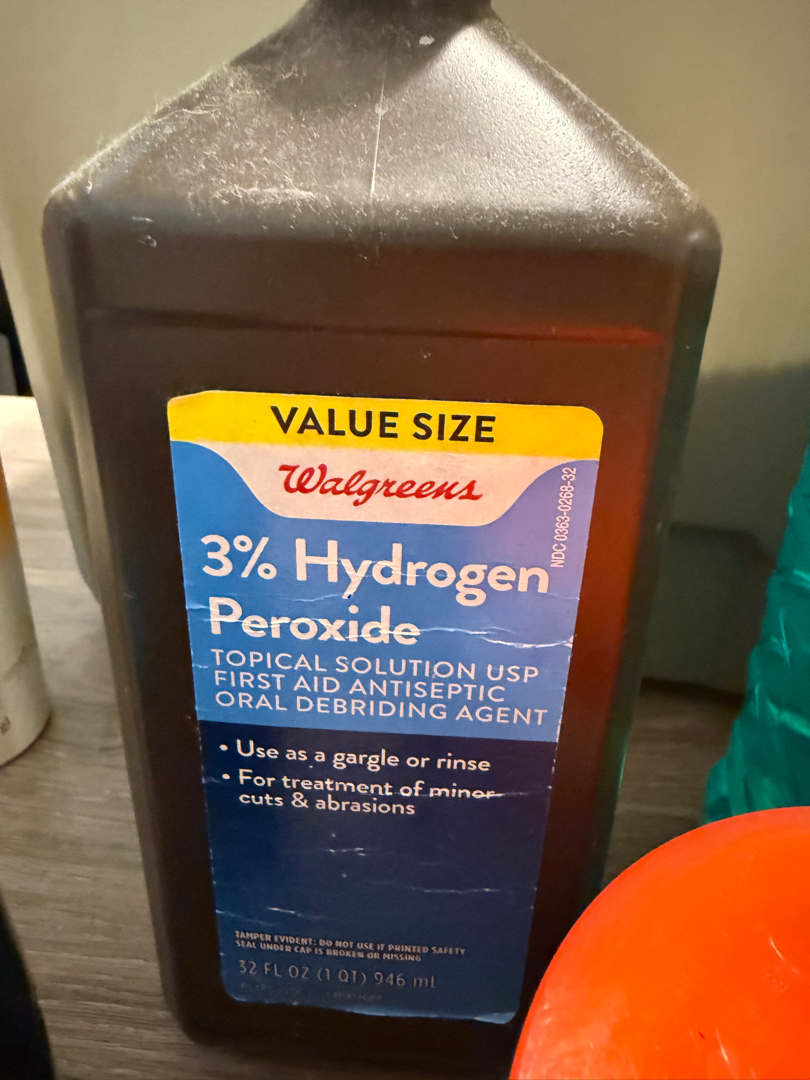 VALUE SIZE
Walgreens
NDC 0363-0268-32
3% Hydrogen
Peroxide
TOPICAL SOLUTION USP
FIRST AID ANTISEPTIC
ORAL DEBRIDING AGENT
• Use as a gargle or rinse
• For treatment of minor
cuts & abrasions
TAMPER EVIDENT: DO NOT USE IF PRINTED SAFETY
SEAL UNDER CAP IS BROKEN OR MISSING
32 FL OZ (1 QT) 946 mL